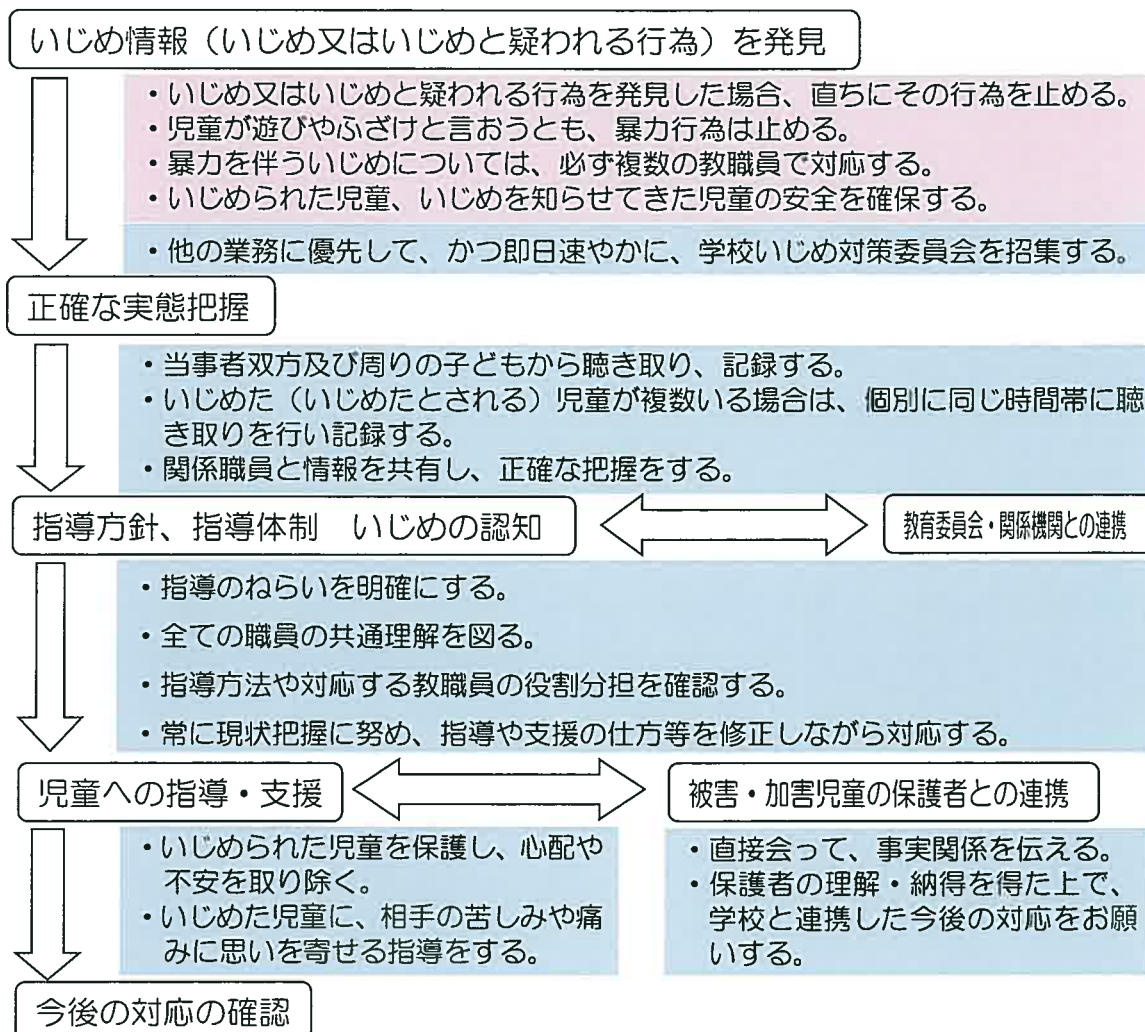 いじめ情報（いじめ又はいじめと疑われる行為）を発見
・いじめ又はいじめと疑われる行為を発見した場合、直ちにその行為を止める。
・児童が遊びやふざけと言おうとも、暴力行為は止める。
・暴力を伴ういじめについては、必ず複数の教職員で対応する。
・いじめられた児童、いじめを知らせてきた児童の安全を確保する。
・他の業務に優先して、かつ即日速やかに、学校いじめ対策委員会を招集する。
正確な実態把握
・当事者双方及び周りの子どもから聴き取り、記録する。
・いじめた（いじめたとされる）児童が複数いる場合は、個別に同じ時間帯に聴
き取りを行い記録する。
・関係職員と情報を共有し、正確な把握をする。
指導方針、指導体制　いじめの認知
教育委員会・関係機関との連携
・指導のねらいを明確にする。
・全ての職員の共通理解を図る。
・指導方法や対応する教職員の役割分担を確認する。
・常に現状把握に努め、指導や支援の仕方等を修正しながら対応する。
児童への指導・支援
被害・加害児童の保護者との連携
・いじめられた児童を保護し、心配や
不安を取り除く。
・いじめた児童に、相手の苦しみや痛
みに思いを寄せる指導をする。
・直接会って、事実関係を伝える。
・保護者の理解・納得を得た上で、
学校と連携した今後の対応をお願
いする。
今後の対応の確認